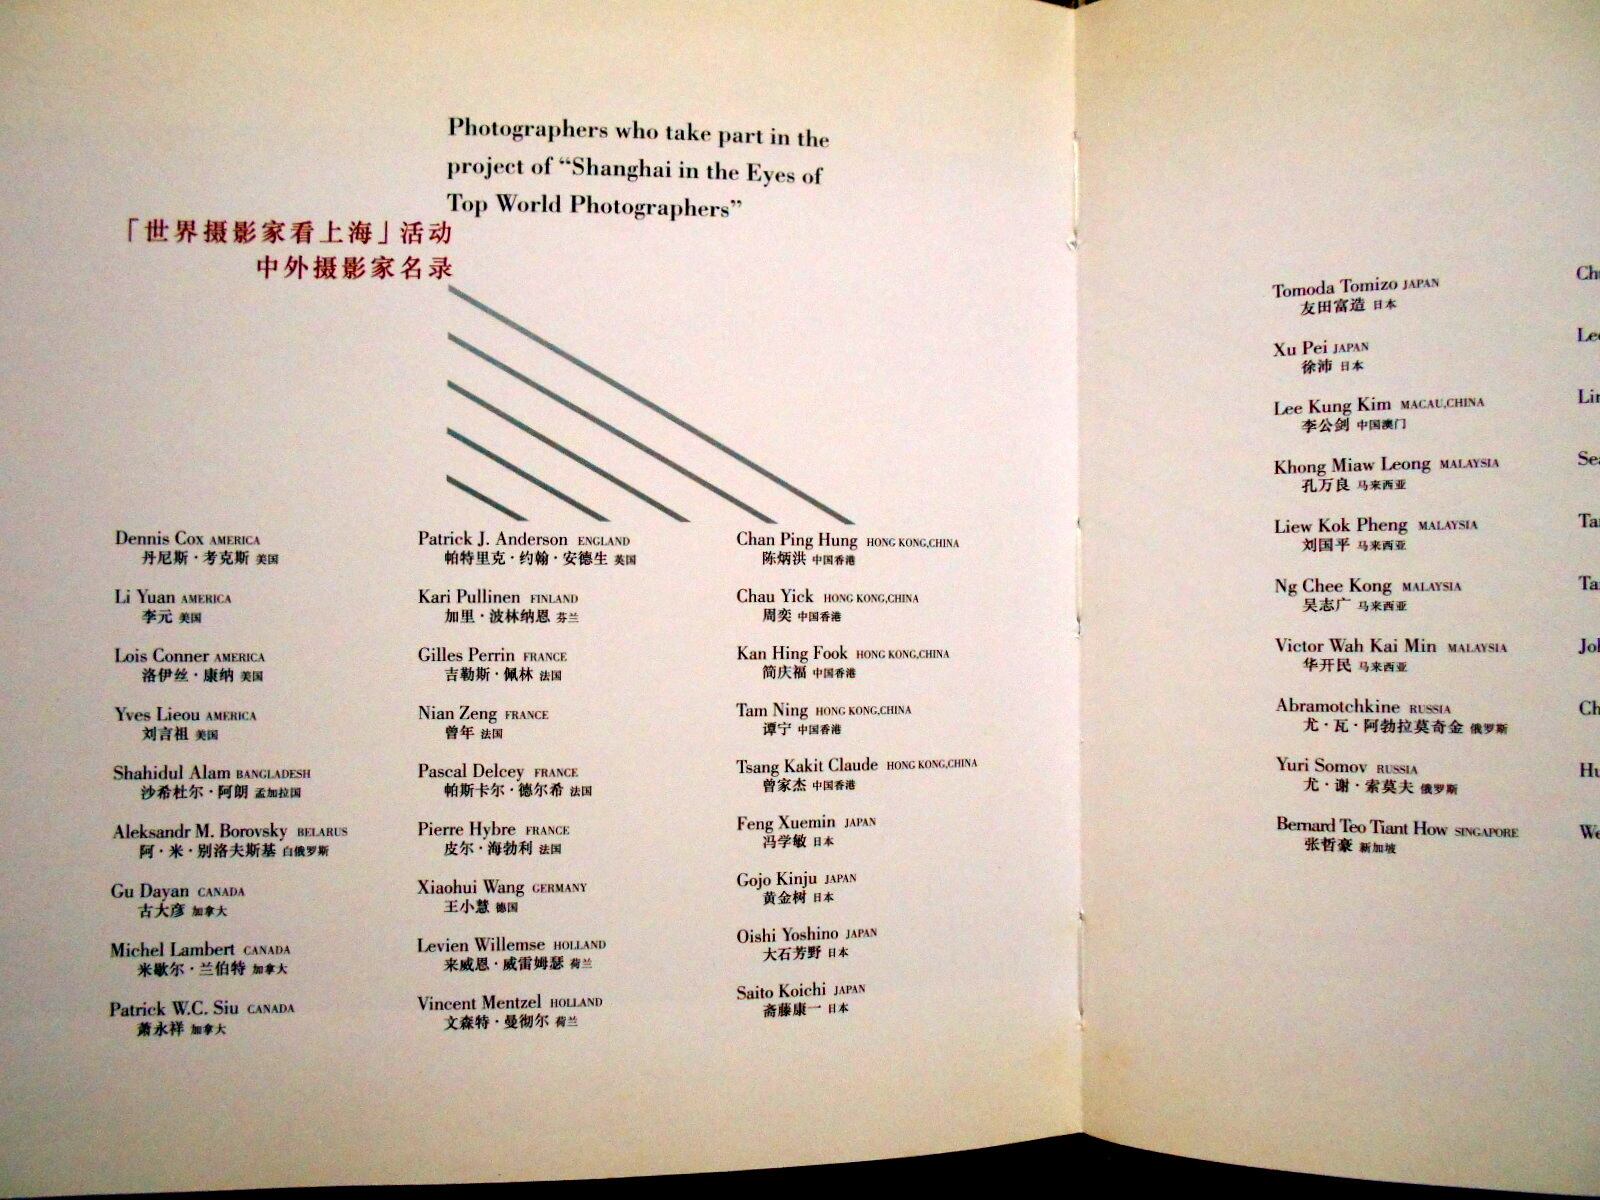 Photographers who take part in the
project of “Shanghai in the Eyes of
Top World Photographers”
「世界摄影家看上海」活动
中外摄影家名录
Dennis Cox AMERICA
丹尼斯·考克斯 美国
Li Yuan AMERICA
李元 美国
Lois Conner AMERICA
洛伊丝·康纳 美国
Yves Lieou AMERICA
刘言祖 美国
Shahidul Alam BANGLADESH
沙希杜尔·阿朗 孟加拉国
Aleksandr M. Borovsky BELARUS
阿·米·别洛夫斯基 白俄罗斯
Gu Dayan CANADA
古大彦 加拿大
Michel Lambert CANADA
米歇尔·兰伯特 加拿大
Patrick W.C. Siu CANADA
萧永祥 加拿大
Patrick J. Anderson ENGLAND
帕特里克·约翰·安德生 英国
Kari Pullinen FINLAND
加里·波林纳恩 芬兰
Gilles Perrin FRANCE
吉勒斯·佩林 法国
Nian Zeng FRANCE
曾年 法国
Pascal Delcey FRANCE
帕斯卡尔·德尔希 法国
Pierre Hybre FRANCE
皮尔·海勃利 法国
Xiaohui Wang GERMANY
王小慧 德国
Levien Willemse HOLLAND
来威恩·威雷姆瑟 荷兰
Vincent Mentzel HOLLAND
文森特·曼彻尔 荷兰
Chan Ping Hung HONG KONG,CHINA
陈炳洪 中国香港
Chau Yick HONG KONG,CHINA
周奕 中国香港
Kan Hing Fook HONG KONG,CHINA
简庆福 中国香港
Tam Ning HONG KONG,CHINA
谭宁 中国香港
Tsang Kakit Claude HONG KONG,CHINA
曾家杰 中国香港
Feng Xuemin JAPAN
冯学敏 日本
Gojo Kinju JAPAN
黄金树 日本
Oishi Yoshino JAPAN
大石芳野 日本
Saito Koichi JAPAN
斋藤康一 日本
Tomoda Tomizo JAPAN
友田富造 日本
Xu Pei JAPAN
徐沛 日本
Lee Kung Kim MACAU,CHINA
李公剑 中国澳门
Khong Miaw Leong MALAYSIA
孔万良 马来西亚
Liew Kok Pheng MALAYSIA
刘国平 马来西亚
Ng Chee Kong MALAYSIA
吴志广 马来西亚
Victor Wah Kai Min MALAYSIA
华开民 马来西亚
Abramotchkine RUSSIA
尤·瓦·阿勃拉莫奇金 俄罗斯
Yuri Somov RUSSIA
尤·谢·索莫夫 俄罗斯
Bernard Teo Tiant How SINGAPORE
张哲豪 新加坡